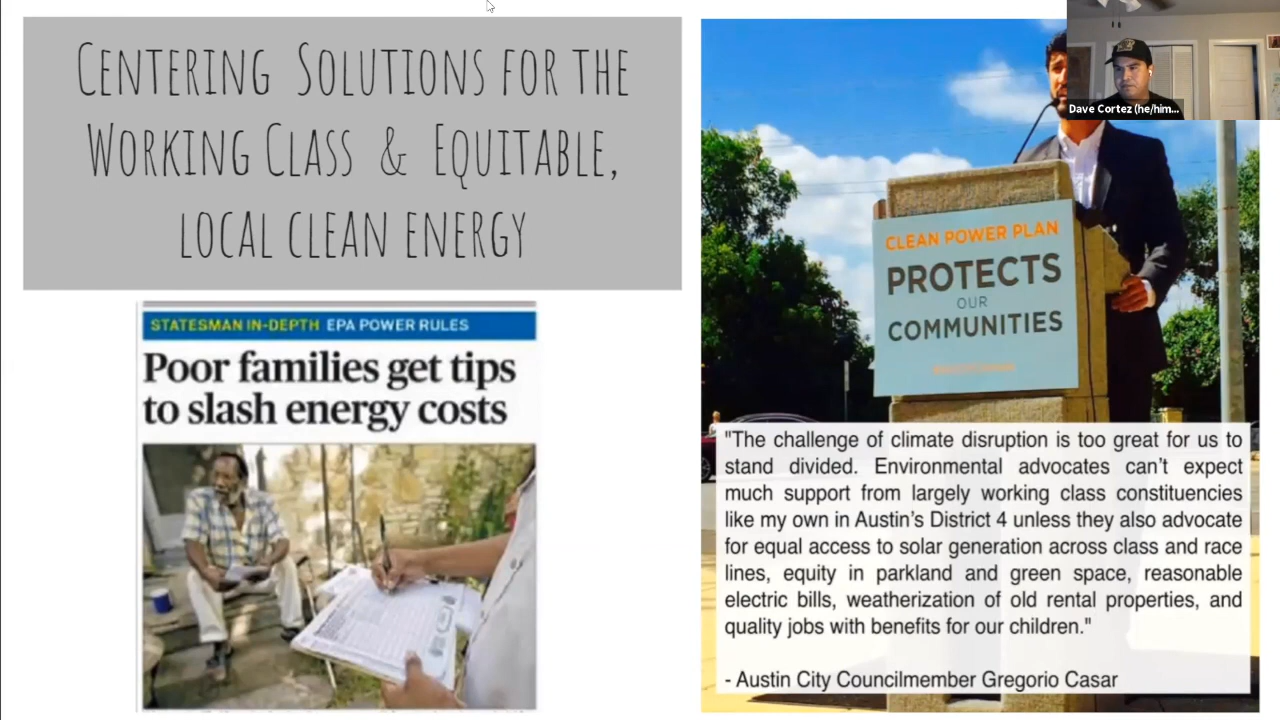 CENTERING SOLUTIONS FOR THE
WORKING CLASS & EQUITABLE,
LOCAL CLEAN ENERGY
STATESMAN IN-DEPTH EPA POWER RULES
Poor families get tips
to slash energy costs
Dave Cortez (he/him...
CLEAN POWER PLAN
PROTECTS
OUR
COMMUNITIES
"The challenge of climate disruption is too great for us to
stand divided. Environmental advocates can't expect
much support from largely working class constituencies
like my own in Austin's District 4 unless they also advocate
for equal access to solar generation across class and race
lines, equity in parkland and green space, reasonable
electric bills, weatherization of old rental properties, and
quality jobs with benefits for our children."
- Austin City Councilmember Gregorio Casar